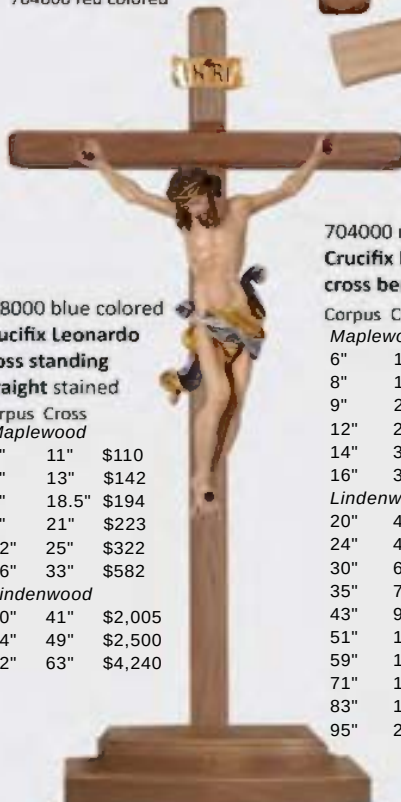 704000 red colored
INRI
8000 blue colored
ucifix Leonardo
oss standing
raight stained
rpus Cross
Maplewood
" 11" $110
" 13" $142
" 18.5" $194
" 21" $223
2" 25" $322
6" 33" $582
indenwood
0" 41" $2,005
4" 49" $2,500
2" 63" $4,240
704000
Crucifix
cross be
Corpus C
Maplewo
6" 1
8" 1
9" 2
12" 2
14" 3
16" 3
Lindenw
20" 4
24" 4
30" 6
35" 7
43" 9
51" 1
59" 1
71" 1
83" 1
95" 2